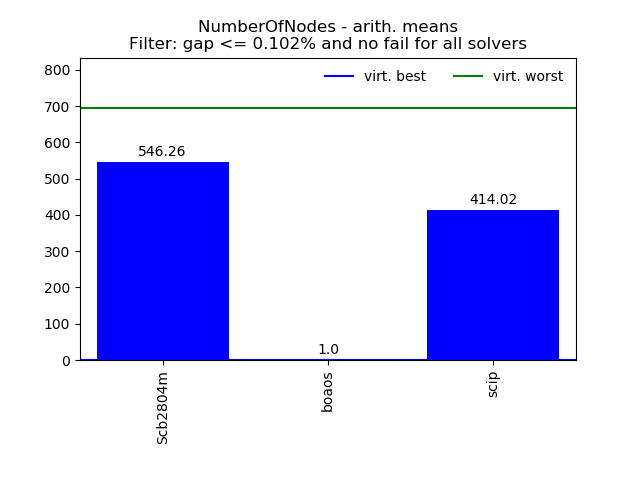 NumberOfNodes - arith. means
Filter: gap <= 0.102% and no fail for all solvers
virt. best
virt. worst
800
700
600
500
400
300
200
100
0
546.26
1.0
414.02
Scb2804m
boaos
scip